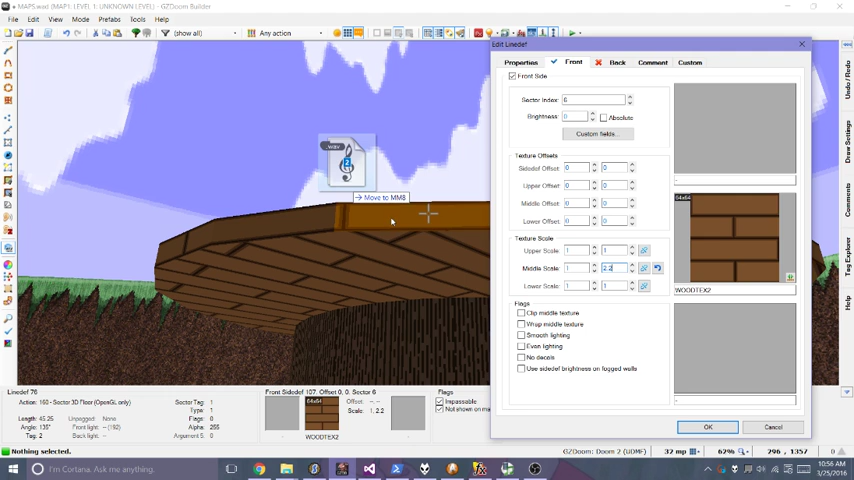 MAPS.wad (MAP1: LEVEL 1: UNKNOWN LEVEL) - GZDoom Builder
File Edit View Mode Prefabs Tools Help
(show all) Any action
Edit Linedef
Properties Front Back Comment Custom
Front Side
Sector Index: 6
Brightness: 0 Absolute
Custom fields...
Texture Offsets
Sidedef Offset: 0 0
Upper Offset: 0 0
Middle Offset: 0 0
Lower Offset: 0 0
Texture Scale
Upper Scale: 1 1
Middle Scale: 1 2.2
Lower Scale: 1 1
Flags
Clip middle texture
Wrap middle texture
Smooth lighting
Even lighting
No decals
Use sidedef brightness on fogged walls
-
64x64
WOODTEX2
-
OK Cancel
.wav
2
Move to MM8
Undo / Redo
Draw Settings
Comments
Tag Explorer
Help
Linedef 76
Action: 160 - Sector 3D Floor (OpenGL only)
Length: 45.25 Unpegged: None
Angle: 135° Front light: -- (192)
Tag: 2 Back light: --
Sector Tag: 1
Type: 1
Flags: 0
Alpha: 255
Argument 5: 0
Front Sidedef 107. Offset 0, 0. Sector 6
64x64
Offset: --, --
Scale: 1, 2.2
WOODTEX2
Flags
Impassable
Not shown on ma
Nothing selected.
GZDoom: Doom 2 (UDMF) 32 mp 62% 296 , 1357
I'm Cortana. Ask me anything.
10:56 AM
3/25/2016